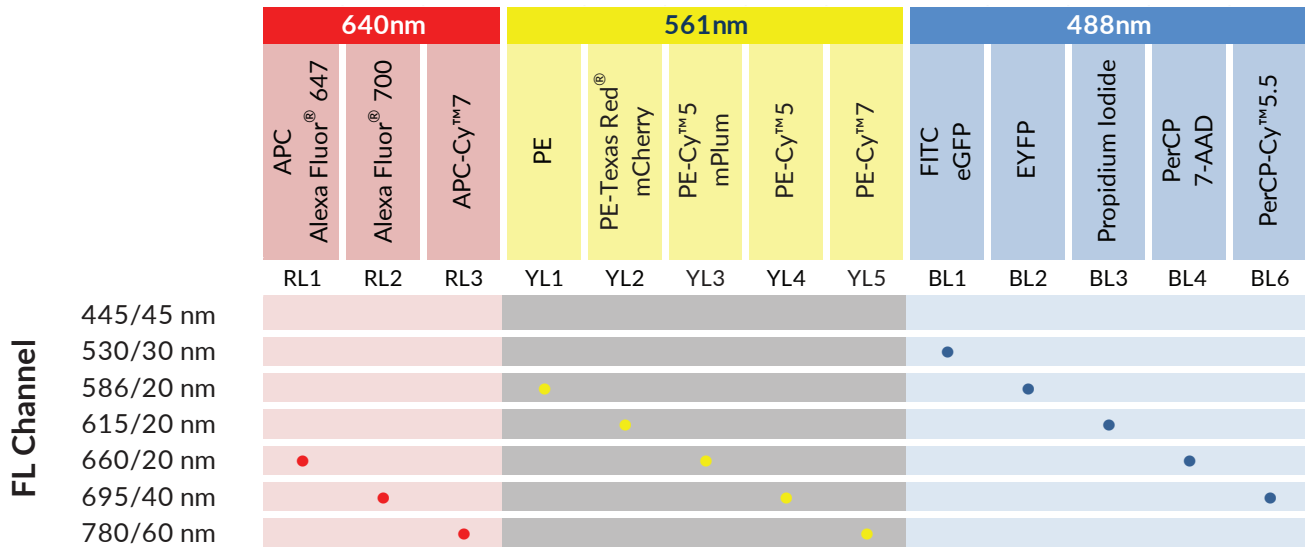 640nm
561nm
488nm
APC
Alexa Fluor® 647
Alexa Fluor® 700
APC-Cy™7
PE
PE-Texas Red®
mCherry
PE-Cy™5
mPlum
PE-Cy™5
PE-Cy™7
FITC
eGFP
EYFP
Propidium Iodide
PerCP
7-AAD
PerCP-Cy™5.5
RL1 RL2 RL3 YL1 YL2 YL3 YL4 YL5 BL1 BL2 BL3 BL4 BL6
FL Channel
445/45 nm
530/30 nm
586/20 nm
615/20 nm
660/20 nm
695/40 nm
780/60 nm